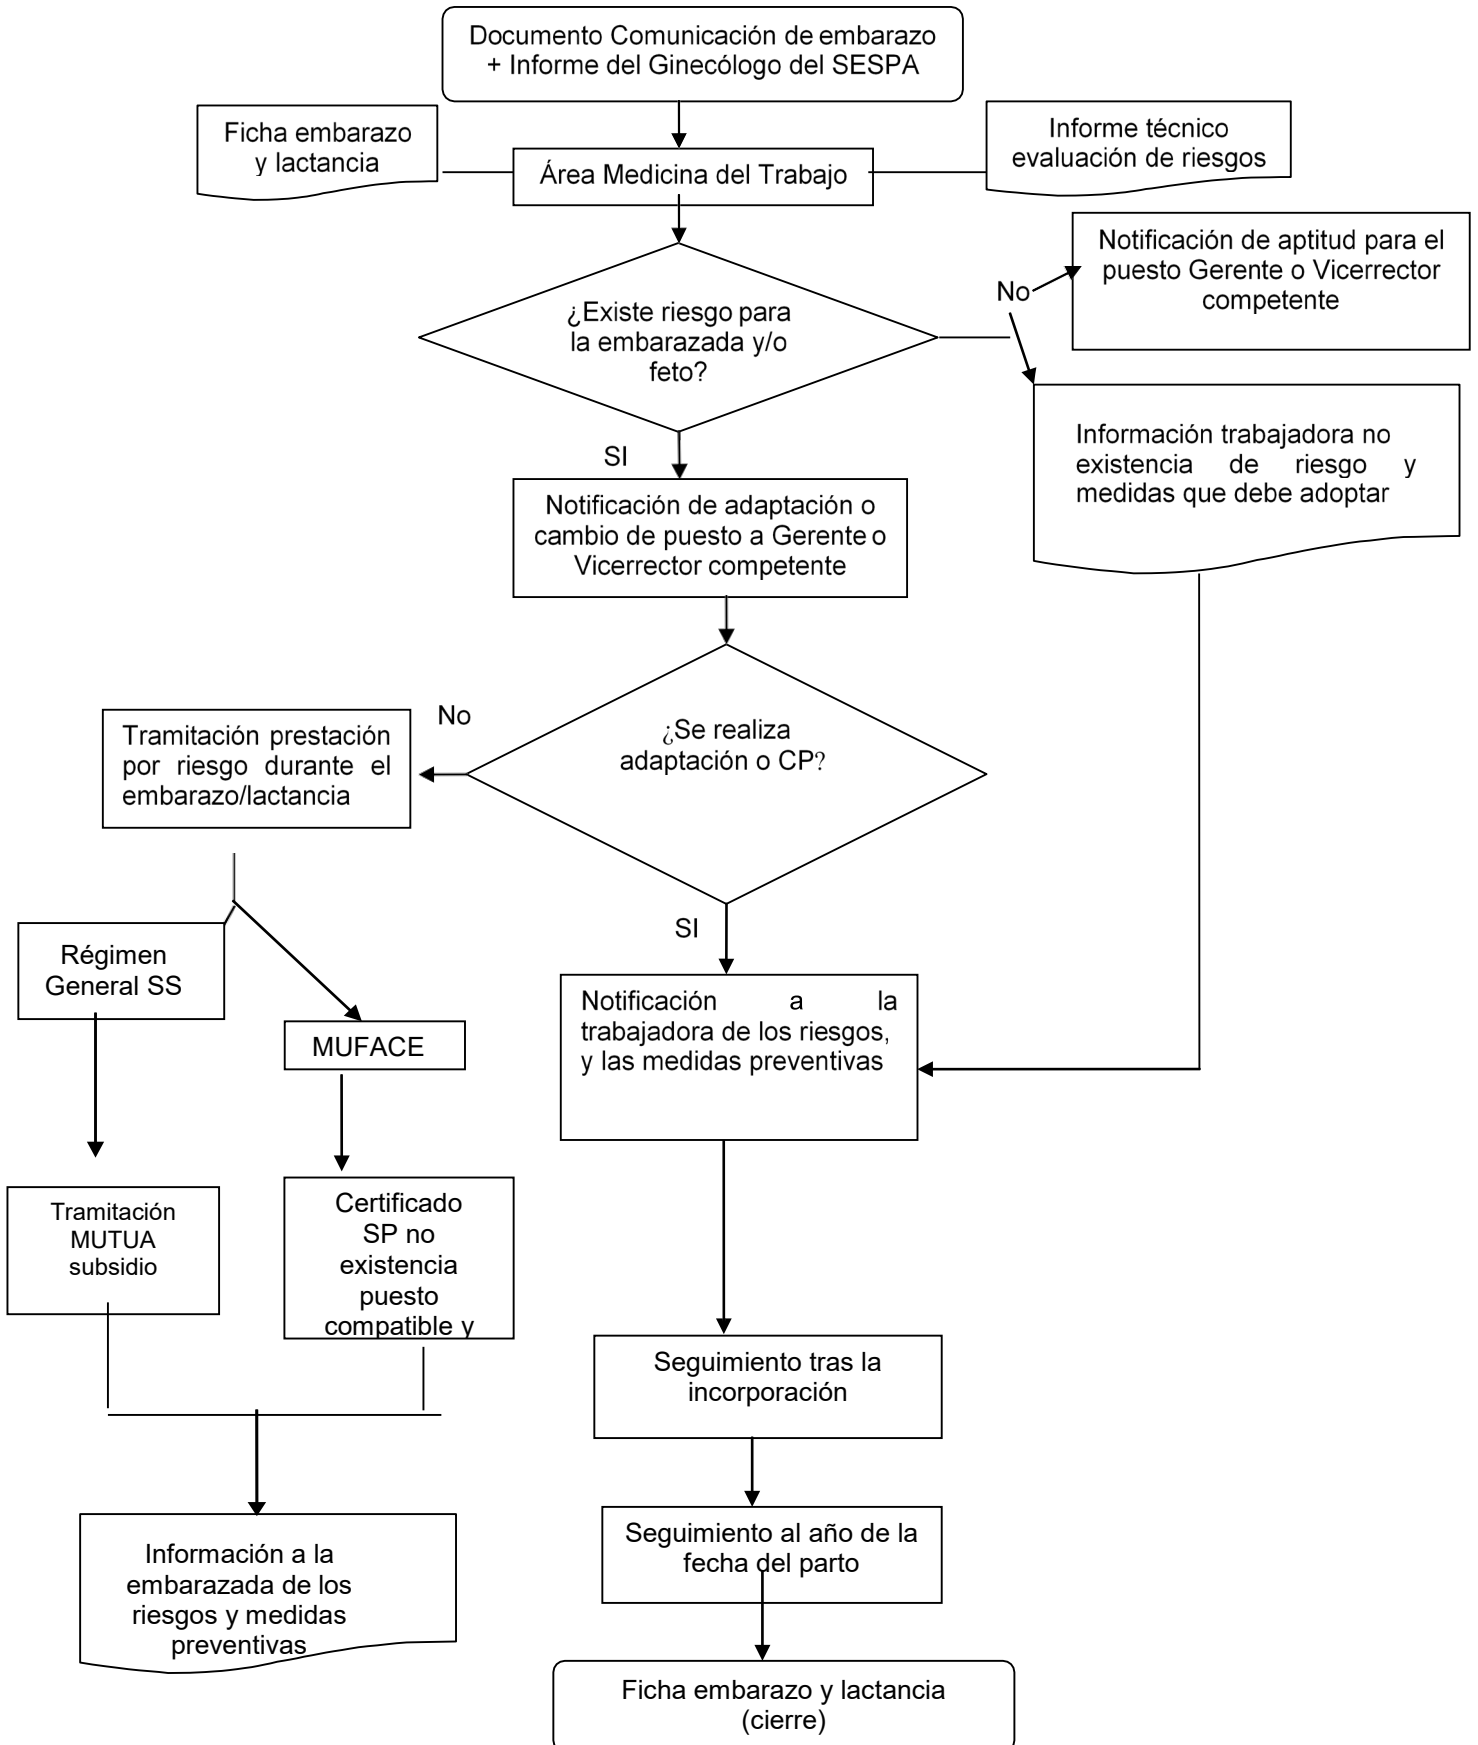 Documento Comunicación de embarazo
+ Informe del Ginecólogo del SESPA
Ficha embarazo
y lactancia
Área Medicina del Trabajo
Informe técnico
evaluación de riesgos
¿Existe riesgo para
la embarazada y/o
feto?
No
Notificación de aptitud para el
puesto Gerente o Vicerrector
competente
Información trabajadora no
existencia de riesgo y
medidas que debe adoptar
SI
Notificación de adaptación o
cambio de puesto a Gerente o
Vicerrector competente
¿Se realiza
adaptación o CP?
No
Tramitación prestación
por riesgo durante el
embarazo/lactancia
Régimen
General SS
MUFACE
SI
Notificación a la
trabajadora de los riesgos,
y las medidas preventivas
Tramitación
MUTUA
subsidio
Certificado
SP no
existencia
puesto
compatible y
Seguimiento tras la
incorporación
Información a la
embarazada de los
riesgos y medidas
preventivas
Seguimiento al año de la
fecha del parto
Ficha embarazo y lactancia
(cierre)